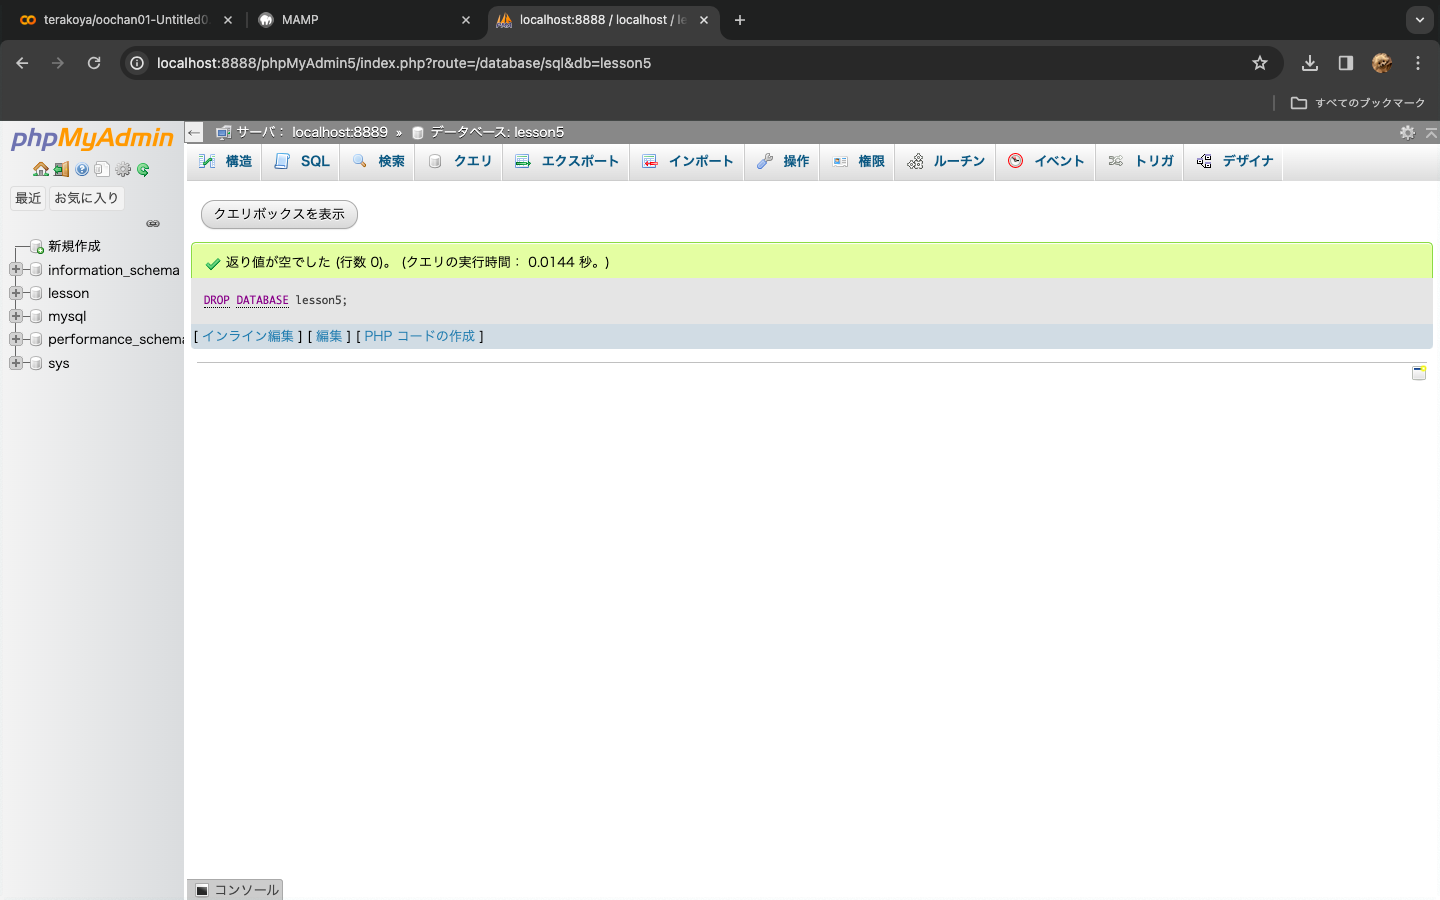 terakoya/oochan01-Untitled0.
MAMP
localhost:8888 / localhost / le
localhost:8888/phpMyAdmin5/index.php?route=/database/sql&db=lesson5
すべてのブックマーク
phpMyAdmin
サーバ： localhost:8889 » データベース: lesson5
構造 SQL 検索 クエリ エクスポート インポート 操作 権限 ルーチン イベント トリガ デザイナ
最近 お気に入り
新規作成
information_schema
lesson
mysql
performance_schema
sys
クエリボックスを表示
返り値が空でした (行数 0)。 (クエリの実行時間： 0.0144 秒。)
DROP DATABASE lesson5;
[ インライン編集 ] [ 編集 ] [ PHP コードの作成 ]
コンソール